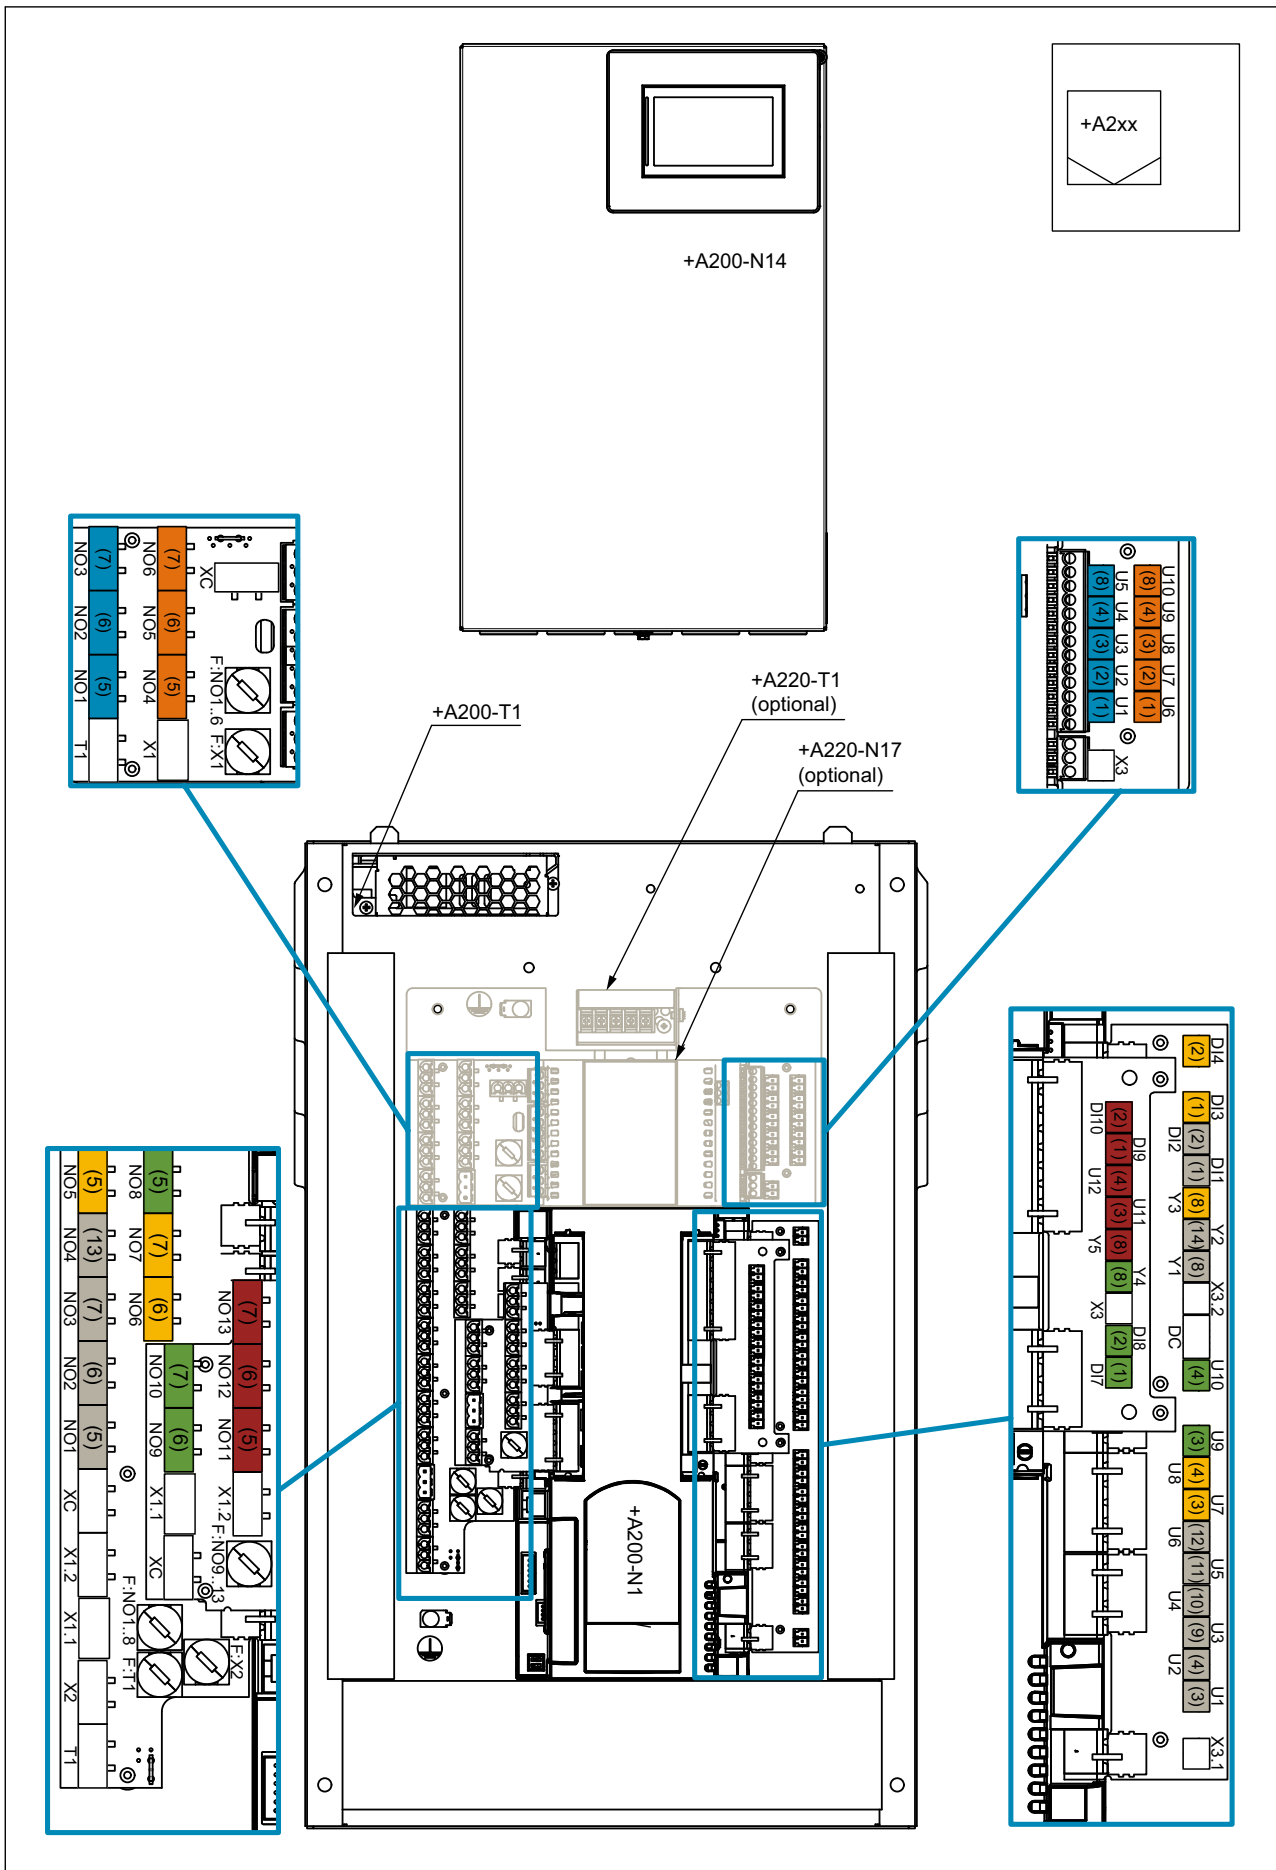 +A2xx
+A200-N14
(7) (6) (5)
NO3 NO2 NO1 T1
(7) (6) (5)
NO6 NO5 NO4 X1
XC
F:NO1..6 F:X1
U10 U9 U8 U7 U6
(8) (4) (3) (2) (1)
U5 U4 U3 U2 U1
(8) (4) (3) (2) (1)
X3
+A200-T1
+A220-T1
(optional)
+A220-N17
(optional)
+A200-N1
(5) (13) (7) (6) (5)
NO5 NO4 NO3 NO2 NO1 XC X1.2 X1.1 X2 T1
(5) (7) (6)
NO8 NO7 NO6
(7) (6)
NO10 NO9 X1.1 XC
(7) (6) (5)
NO13 NO12 NO11 X1.2
F:NO9..13
F:NO1..8
F:T1
F:X2
DI4 DI3 DI2 DI1 Y3 Y2 Y1 X3.2 DC U10 U9 U8 U7 U6 U5 U4 U3 U2 U1 X3.1
(2) (1) (2) (1) (8) (14) (8) (4) (3) (4) (3) (12) (11) (10) (9) (4) (3)
DI10 DI9 U12 U11 Y5 Y4 X3 DI8 DI7
(2) (1) (4) (3) (8) (8) (2) (1)